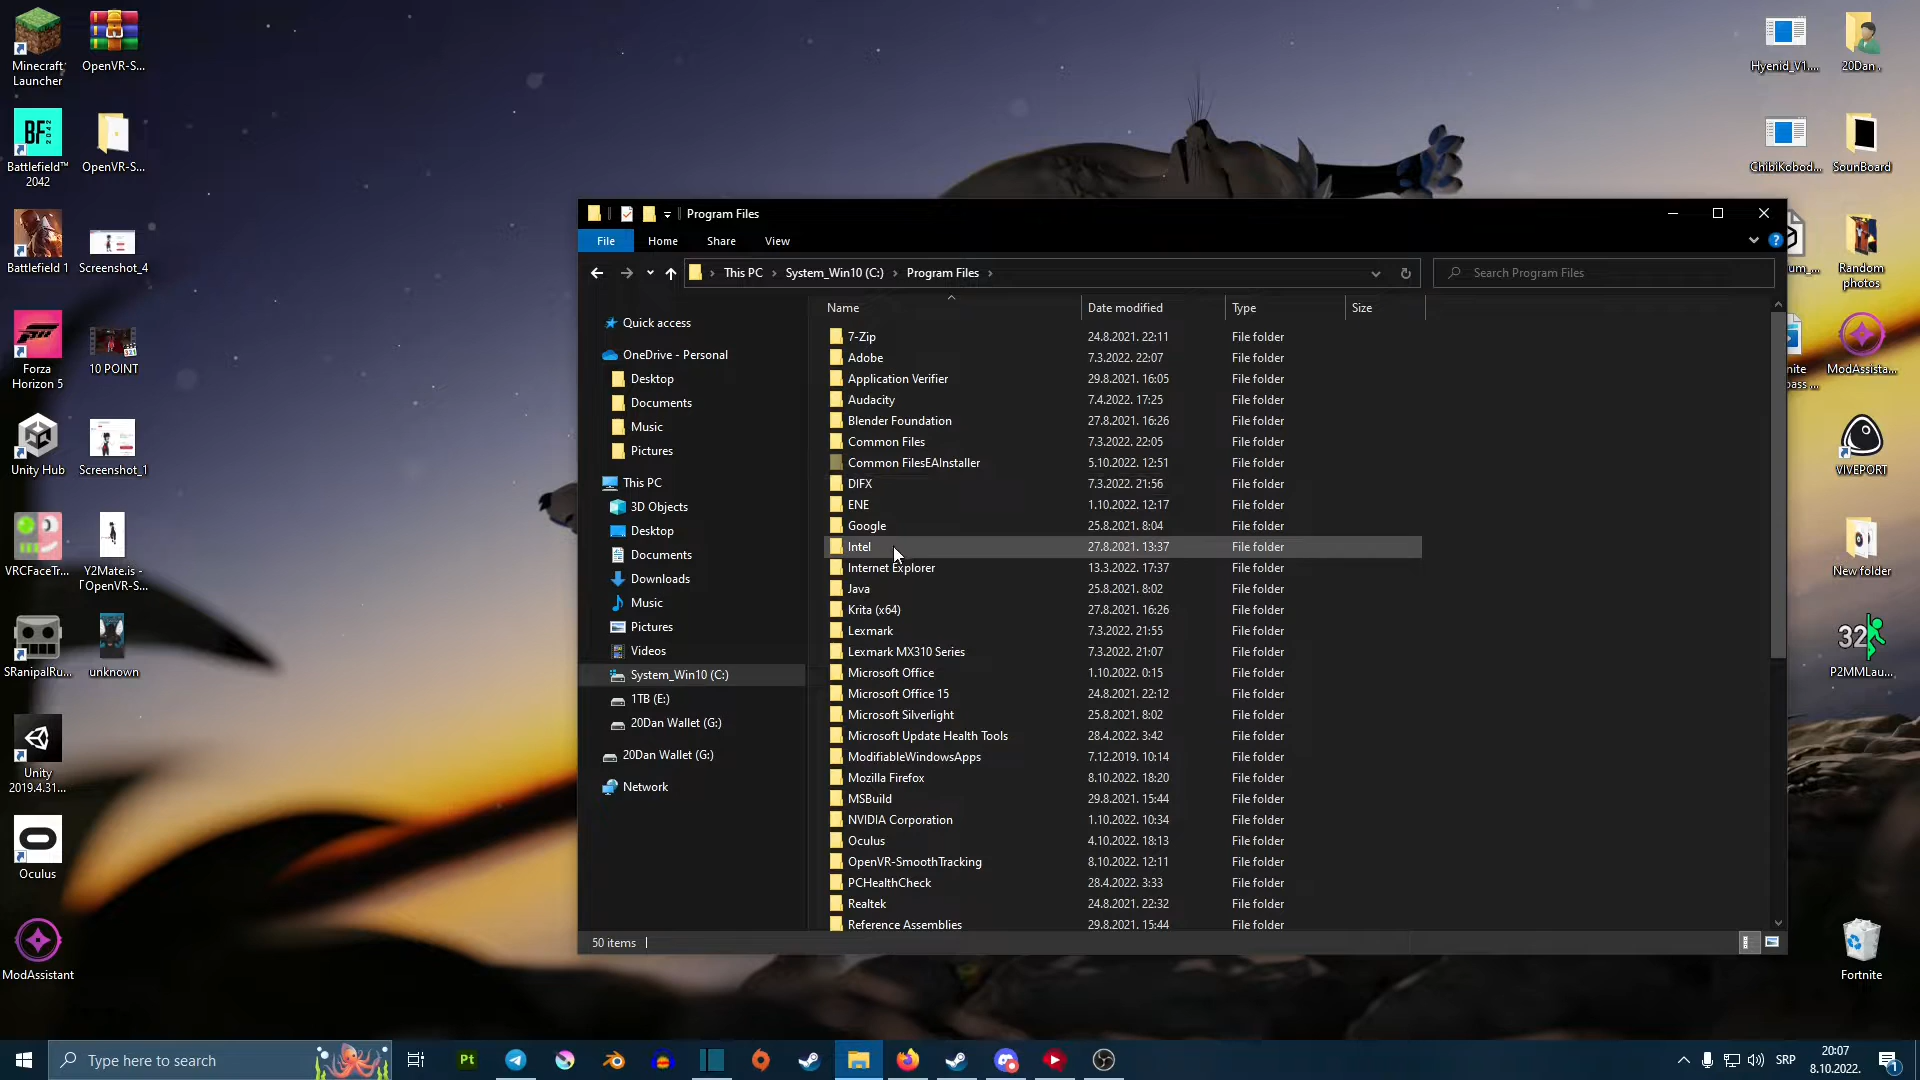 Minecraft
Launcher
OpenVR-S...
Battlefield™
2042
OpenVR-S...
Battlefield 1
Screenshot_4
Forza
Horizon 5
10 POINT
Unity Hub
Screenshot_1
VRCFaceTr...
Y2Mate.is -
「OpenVR-S...
SRanipalRu...
unknown
Unity
2019.4.31...
Oculus
ModAssistant
Hyenid_V1....
20Dan .
ChibiKobod...
SounBoard
Random
photos
ModAssista...
VIVEPORT
New folder
P2MMLau...
Fortnite
Program Files
File
Home
Share
View
This PC
System_Win10 (C:)
Program Files
Search Program Files
Quick access
OneDrive - Personal
Desktop
Documents
Music
Pictures
This PC
3D Objects
Desktop
Documents
Downloads
Music
Pictures
Videos
System_Win10 (C:)
1TB (E:)
20Dan Wallet (G:)
20Dan Wallet (G:)
Network
Name Date modified Type Size
7-Zip 24.8.2021. 22:11 File folder
Adobe 7.3.2022. 22:07 File folder
Application Verifier 29.8.2021. 16:05 File folder
Audacity 7.4.2022. 17:25 File folder
Blender Foundation 27.8.2021. 16:26 File folder
Common Files 7.3.2022. 22:05 File folder
Common FilesEAInstaller 5.10.2022. 12:51 File folder
DIFX 7.3.2022. 21:56 File folder
ENE 1.10.2022. 12:17 File folder
Google 25.8.2021. 8:04 File folder
Intel 27.8.2021. 13:37 File folder
Internet Explorer 13.3.2022. 17:37 File folder
Java 25.8.2021. 8:02 File folder
Krita (x64) 27.8.2021. 16:26 File folder
Lexmark 7.3.2022. 21:55 File folder
Lexmark MX310 Series 7.3.2022. 21:07 File folder
Microsoft Office 1.10.2022. 0:15 File folder
Microsoft Office 15 24.8.2021. 22:12 File folder
Microsoft Silverlight 25.8.2021. 8:02 File folder
Microsoft Update Health Tools 28.4.2022. 3:42 File folder
ModifiableWindowsApps 7.12.2019. 10:14 File folder
Mozilla Firefox 8.10.2022. 18:20 File folder
MSBuild 29.8.2021. 15:44 File folder
NVIDIA Corporation 1.10.2022. 10:34 File folder
Oculus 4.10.2022. 18:13 File folder
OpenVR-SmoothTracking 8.10.2022. 12:11 File folder
PCHealthCheck 28.4.2022. 3:33 File folder
Realtek 24.8.2021. 22:32 File folder
Reference Assemblies 29.8.2021. 15:44 File folder
50 items
Type here to search
Pt
SRP
20:07
8.10.2022.
1